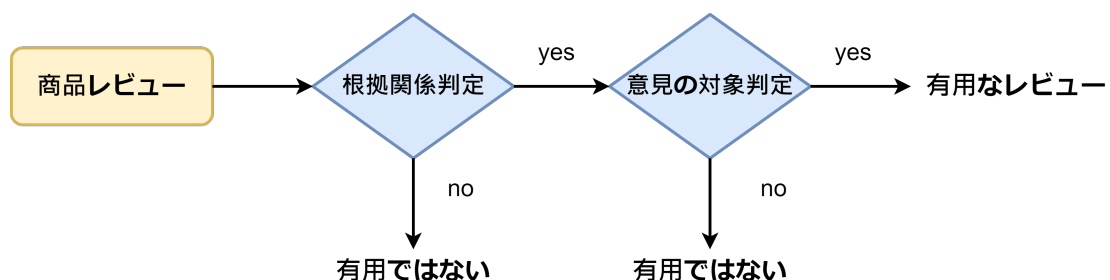 商品レビュー
根拠関係判定
yes
意見の対象判定
yes
有用なレビュー
no
no
有用ではない
有用ではない